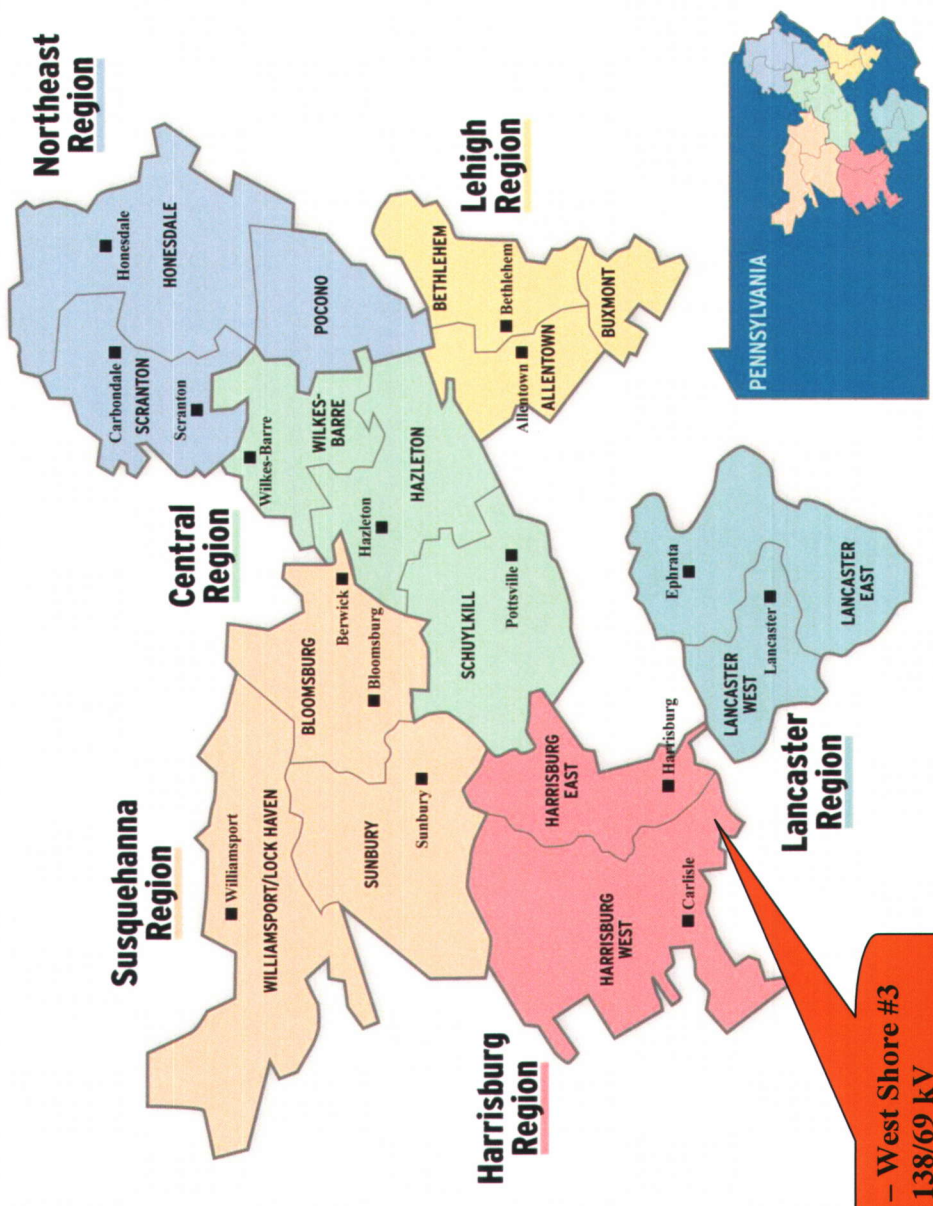 Northeast
Region
Honesdale
HONESDALE
Carbondale
SCRANTON
Scranton
POCONO
Susquehanna
Region
Williamsport
WILLIAMSPORT/LOCK HAVEN
BLOOMSBURG
Berwick
Bloomsburg
SUNBURY
Sunbury
Central
Region
Wilkes-Barre
WILKES-
BARRE
Hazleton
HAZLETON
SCHUYLKILL
Pottsville
Lehigh
Region
BETHLEHEM
Bethlehem
Allentown
ALLENTOWN
BUXMONT
Harrisburg
Region
HARRISBURG
EAST
HARRISBURG
WEST
Harrisburg
Carlisle
Ephrata
LANCASTER
WEST
Lancaster
LANCASTER
EAST
Lancaster
Region
PENNSYLVANIA
– West Shore #3
138/69 kV